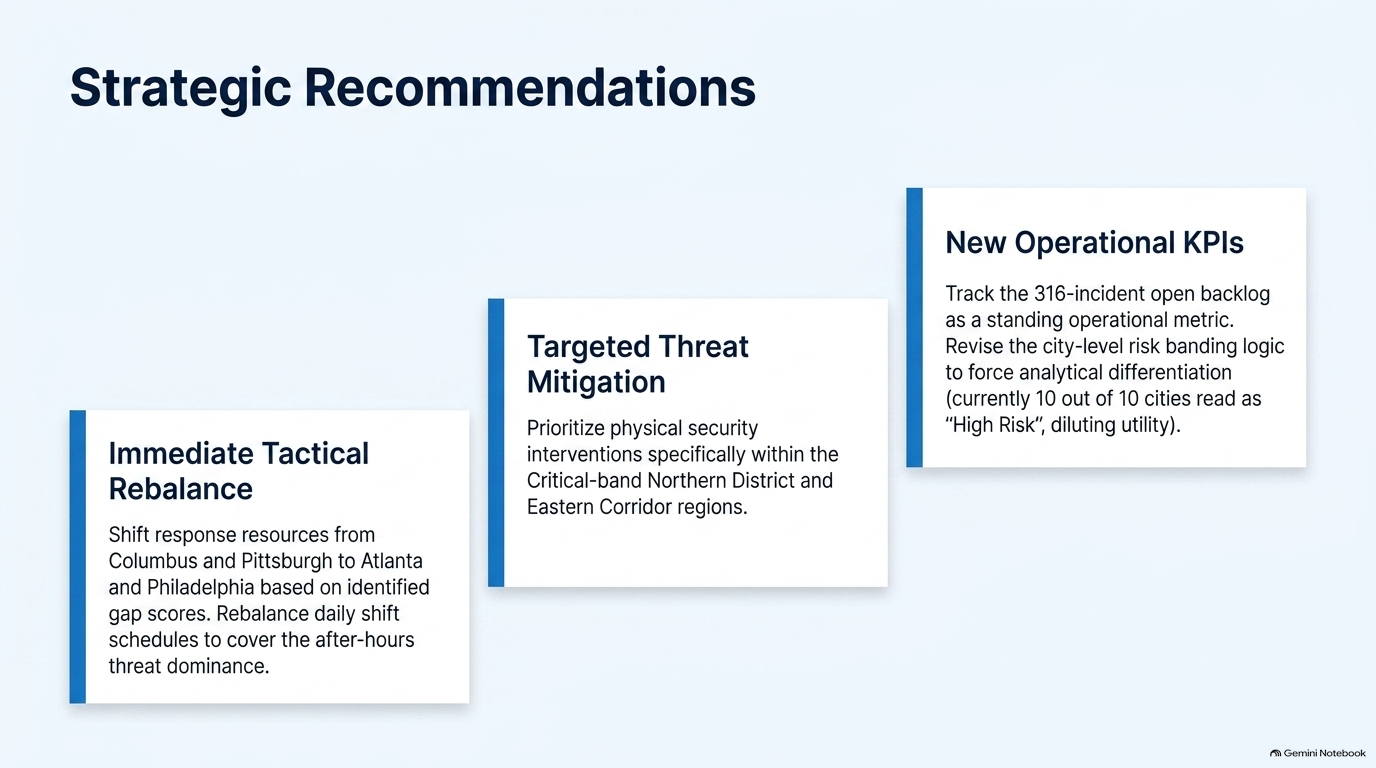 Strategic Recommendations
Immediate Tactical
Rebalance
Shift response resources from
Columbus and Pittsburgh to Atlanta
and Philadelphia based on identified
gap scores. Rebalance daily shift
schedules to cover the after-hours
threat dominance.
Targeted Threat
Mitigation
Prioritize physical security
interventions specifically within the
Critical-band Northern District and
Eastern Corridor regions.
New Operational KPIs
Track the 316-incident open backlog
as a standing operational metric.
Revise the city-level risk banding logic
to force analytical differentiation
(currently 10 out of 10 cities read as
“High Risk”, diluting utility).
Gemini Notebook